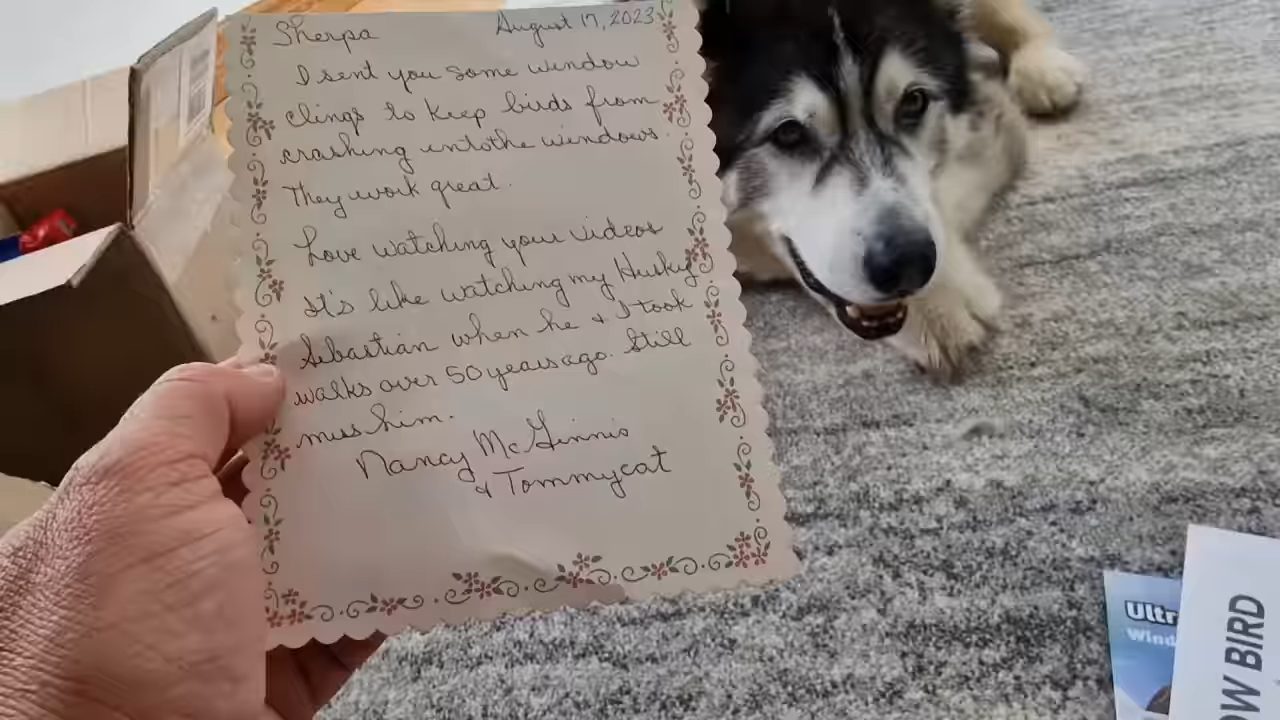 Sherpa August 17, 2023
I sent you some window
clings to keep birds from
crashing into the windows.
They work great.
Love watching your videos
It's like watching my Husky
Sebastian when he & I took
walks over 50 years ago. Still
miss him.
Nancy McGinnis
& Tommycat
Ultr
Wind
OW BIRD